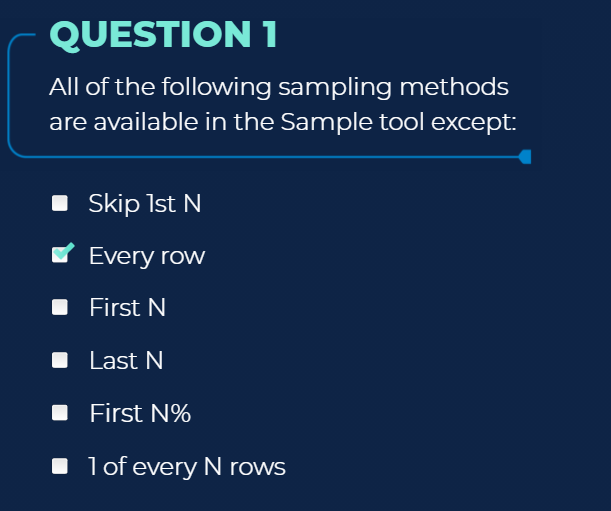 QUESTION 1
All of the following sampling methods
are available in the Sample tool except:
Skip 1st N
Every row
First N
Last N
First N%
1 of every N rows